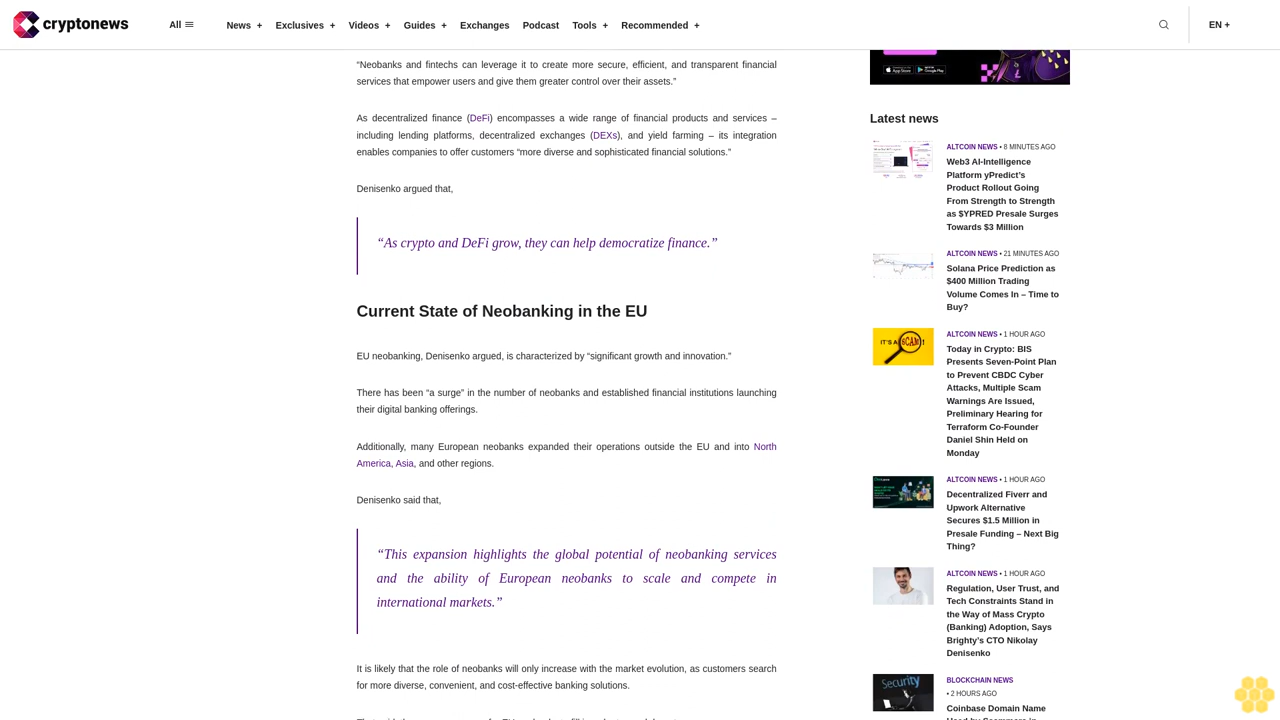 cryptonews
All
News +
Exclusives +
Videos +
Guides +
Exchanges
Podcast
Tools +
Recommended +
EN +
“Neobanks and fintechs can leverage it to create more secure, efficient, and transparent financial
services that empower users and give them greater control over their assets.”
As decentralized finance (DeFi) encompasses a wide range of financial products and services –
including lending platforms, decentralized exchanges (DEXs), and yield farming – its integration
enables companies to offer customers “more diverse and sophisticated financial solutions.”
Denisenko argued that,
“As crypto and DeFi grow, they can help democratize finance.”
Current State of Neobanking in the EU
EU neobanking, Denisenko argued, is characterized by “significant growth and innovation.”
There has been “a surge” in the number of neobanks and established financial institutions launching
their digital banking offerings.
Additionally, many European neobanks expanded their operations outside the EU and into North
America, Asia, and other regions.
Denisenko said that,
“This expansion highlights the global potential of neobanking services
and the ability of European neobanks to scale and compete in
international markets.”
It is likely that the role of neobanks will only increase with the market evolution, as customers search
for more diverse, convenient, and cost-effective banking solutions.
App Store
Google Play
Latest news
ALTCOIN NEWS • 8 MINUTES AGO
Web3 AI-Intelligence
Platform yPredict’s
Product Rollout Going
From Strength to Strength
as $YPRED Presale Surges
Towards $3 Million
ALTCOIN NEWS • 21 MINUTES AGO
Solana Price Prediction as
$400 Million Trading
Volume Comes In – Time to
Buy?
IT'S A SCAM!
ALTCOIN NEWS • 1 HOUR AGO
Today in Crypto: BIS
Presents Seven-Point Plan
to Prevent CBDC Cyber
Attacks, Multiple Scam
Warnings Are Issued,
Preliminary Hearing for
Terraform Co-Founder
Daniel Shin Held on
Monday
ALTCOIN NEWS • 1 HOUR AGO
Decentralized Fiverr and
Upwork Alternative
Secures $1.5 Million in
Presale Funding – Next Big
Thing?
ALTCOIN NEWS • 1 HOUR AGO
Regulation, User Trust, and
Tech Constraints Stand in
the Way of Mass Crypto
(Banking) Adoption, Says
Brighty’s CTO Nikolay
Denisenko
Security
BLOCKCHAIN NEWS
• 2 HOURS AGO
Coinbase Domain Name